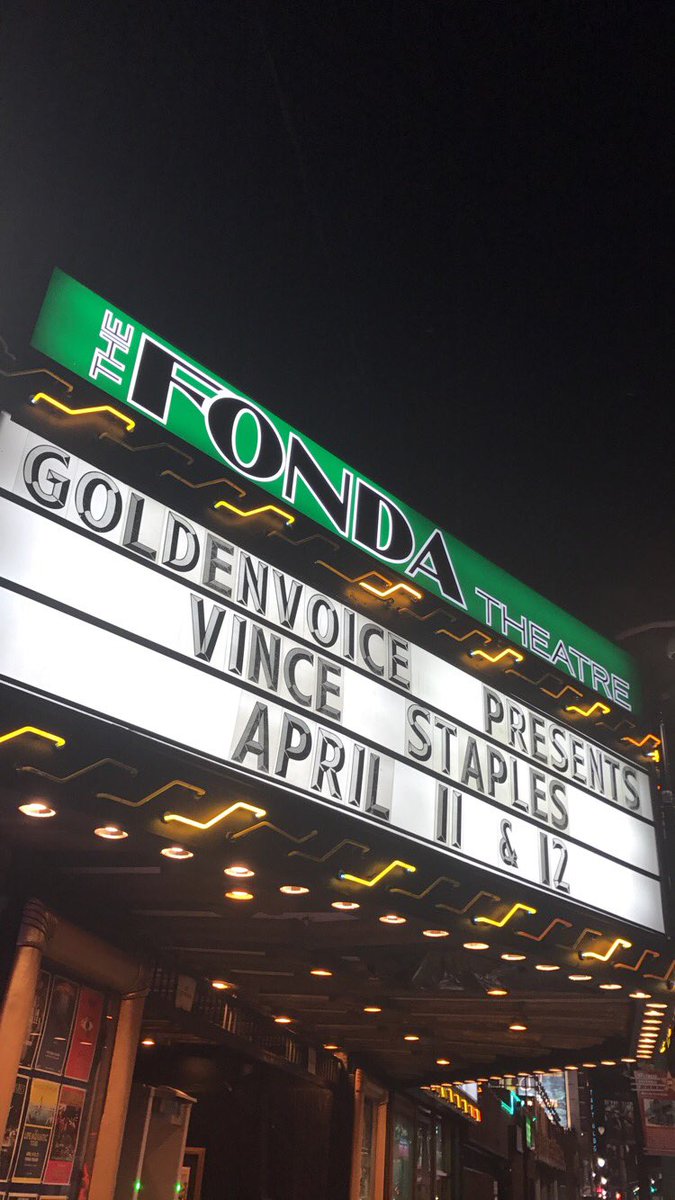 THE FONDA THEATRE
GOLDENVOICE PRESENTS
VINCE STAPLES
APRIL 11 & 12